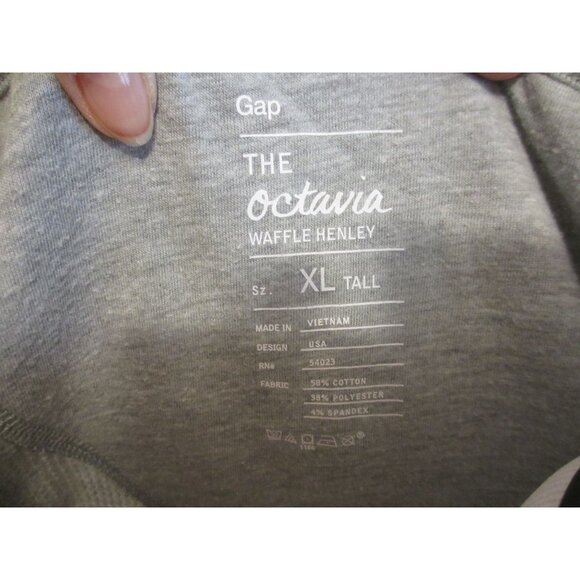 Gap
THE
octavia
WAFFLE HENLEY
Sz. XL TALL
MADE IN VIETNAM
DESIGN USA
RN# 54023
FABRIC 58% COTTON
38% POLYESTER
4% SPANDEX
®